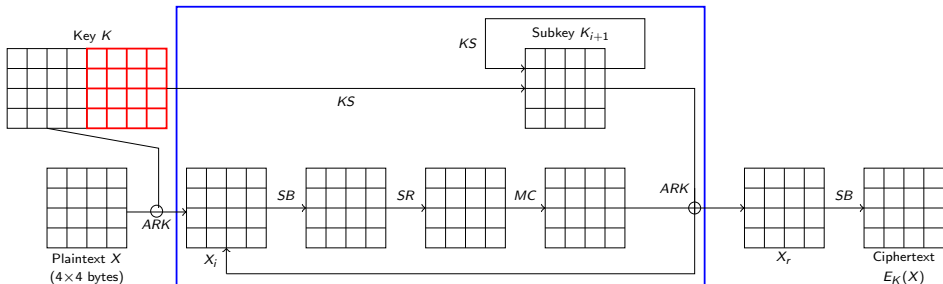 Key K
Subkey K_{i+1}
KS
KS
SB
SR
MC
ARK
SB
ARK
Plaintext X
(4×4 bytes)
X_i
X_r
Ciphertext
E_K(X)